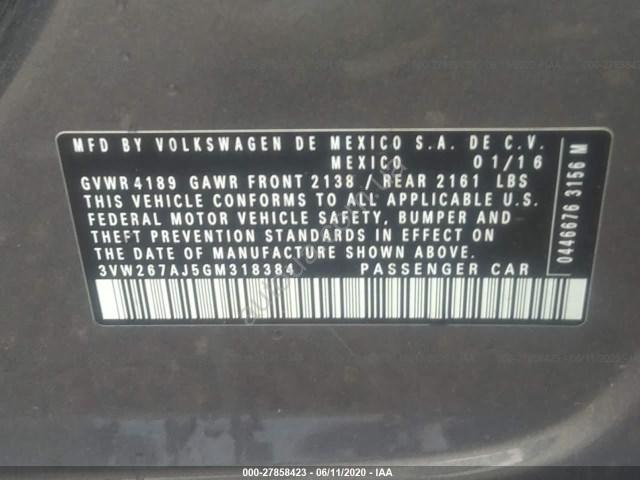 MFD BY VOLKSWAGEN DE MEXICO S.A. DE C.V.
MEXICO 01/16
GVWR 4189 GAWR FRONT 2138 REAR 2161 LBS
THIS VEHICLE CONFORMS TO ALL APPLICABLE U.S.
FEDERAL MOTOR VEHICLE SAFETY, BUMPER AND
THEFT PREVENTION STANDARDS IN EFFECT ON
THE DATE OF MANUFACTURE SHOWN ABOVE.
3VW267AJ5GM318384 PASSENGER CAR
0446676 3156 M
000-27858423 - 06/11/2020 - IAA